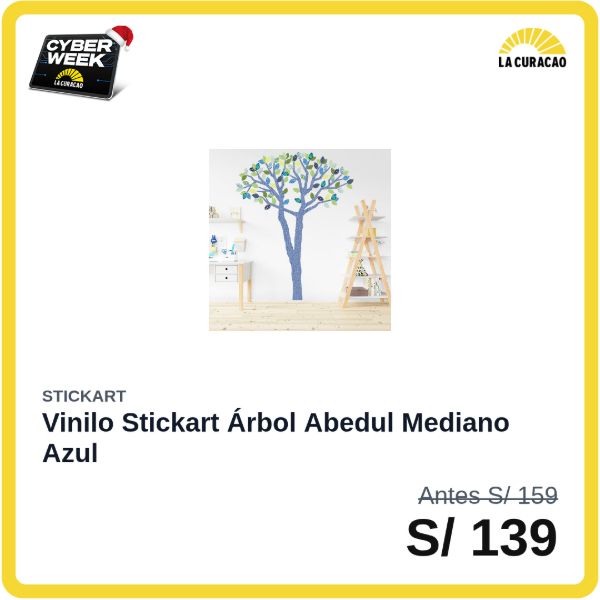 CYBER
WEEK
LA CURACAO
LA CURACAO
STICKART
Vinilo Stickart Árbol Abedul Mediano
Azul
Antes S/ 159
S/ 139